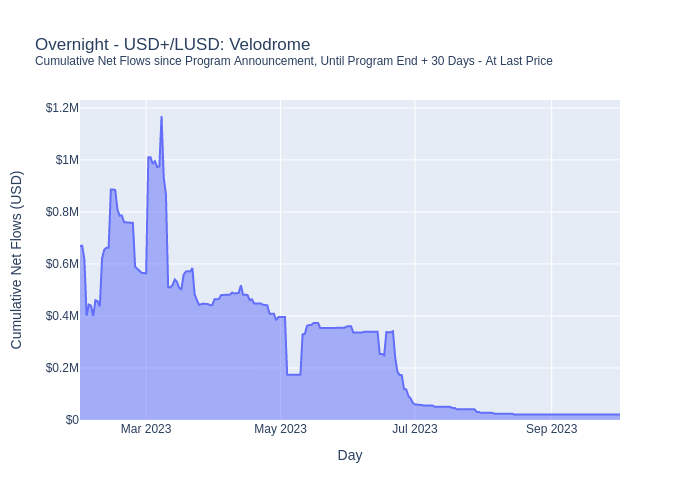 Overnight - USD+/LUSD: Velodrome
Cumulative Net Flows since Program Announcement, Until Program End + 30 Days - At Last Price
Cumulative Net Flows (USD)
$1.2M
$1M
$0.8M
$0.6M
$0.4M
$0.2M
$0
Mar 2023 May 2023 Jul 2023 Sep 2023
Day